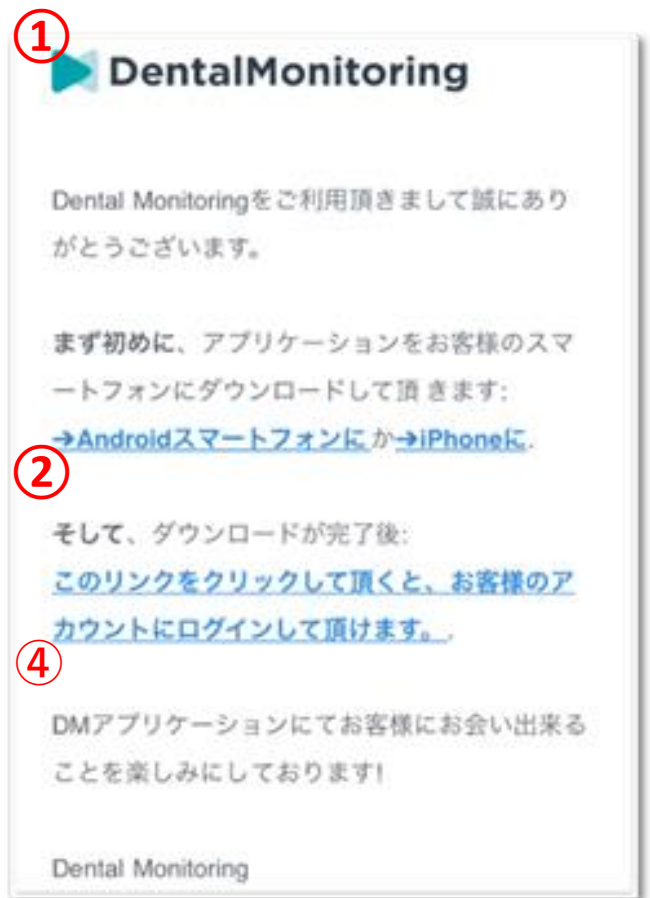 ①
DentalMonitoring
Dental Monitoringをご利用頂きまして誠にあり
がとうございます。
まず初めに、アプリケーションをお客様のスマ
ートフォンにダウンロードして頂 きます:
→Androidスマートフォンに か→iPhoneに.
②
そして、ダウンロードが完了後:
このリンクをクリックして頂くと、お客様のア
カウントにログインして頂けます。 .
④
DMアプリケーションにてお客様にお会い出来る
ことを楽しみにしております!
Dental Monitoring